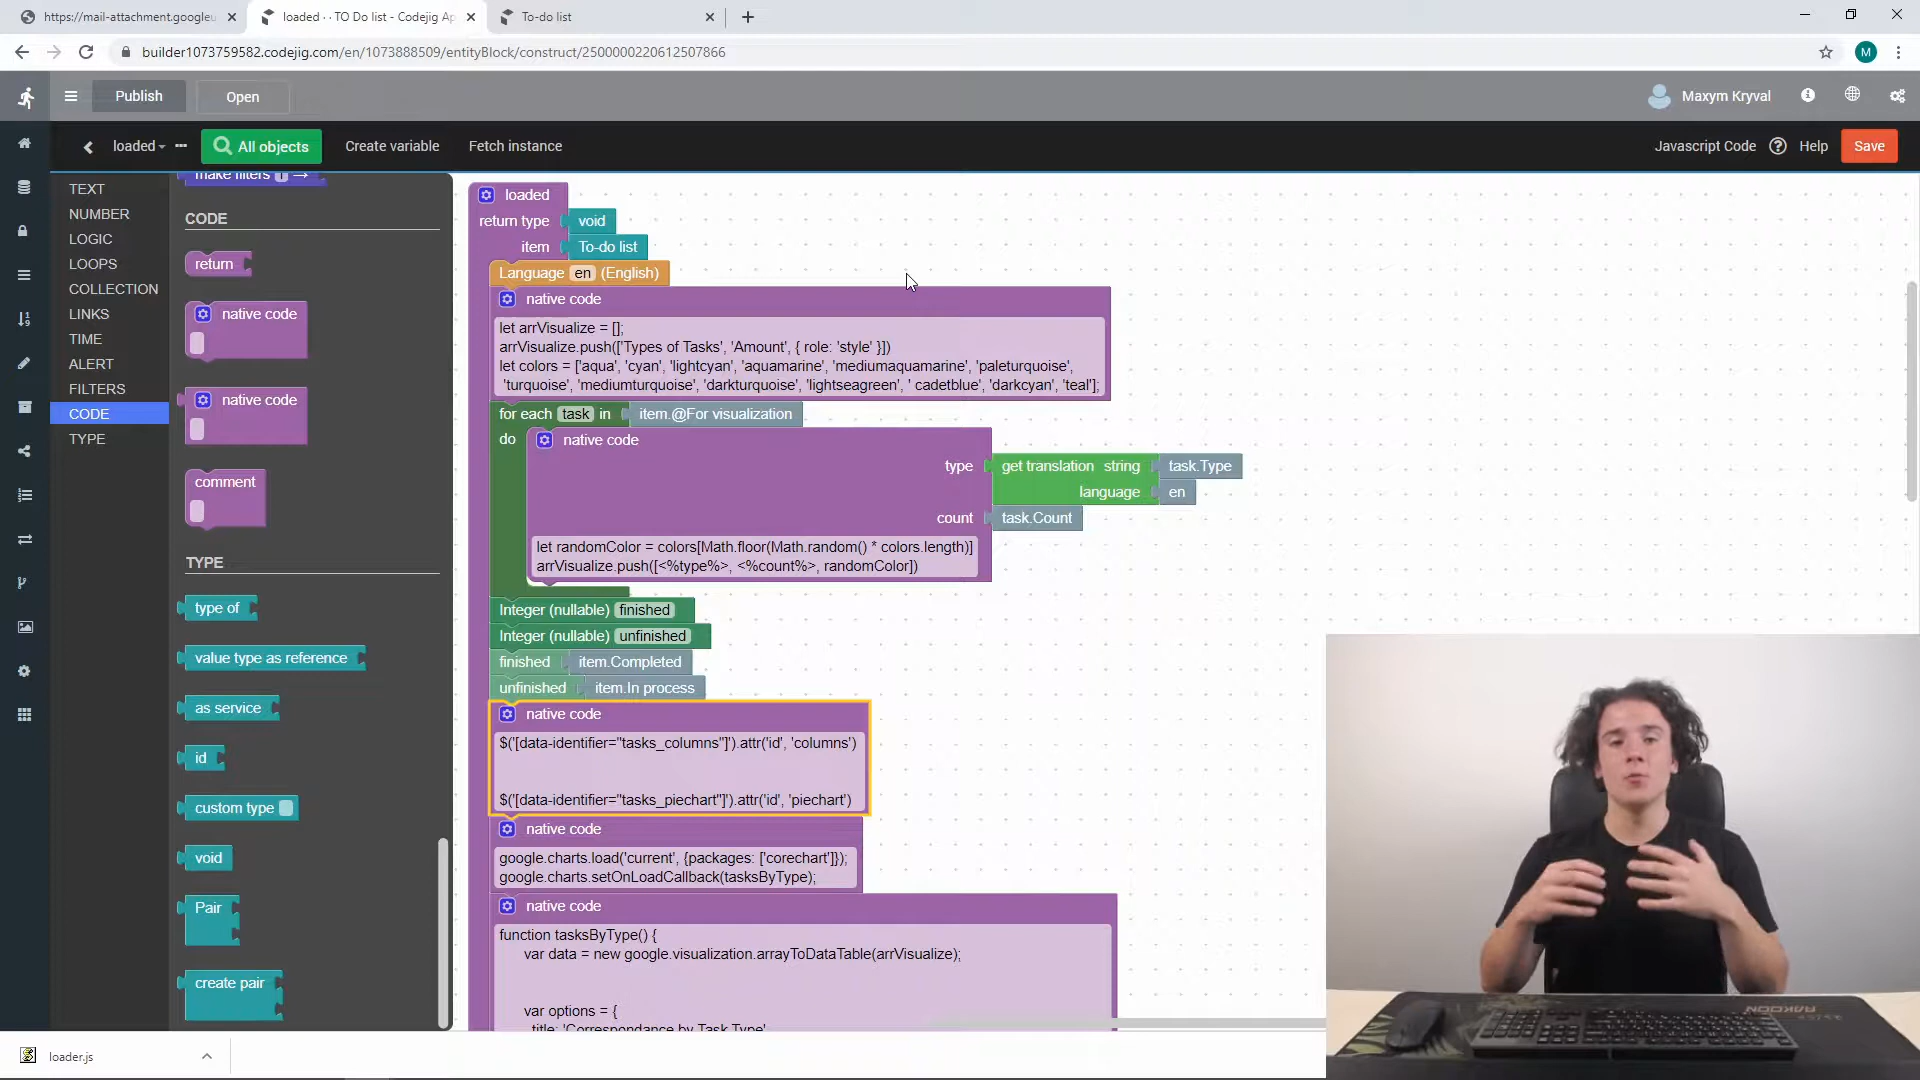 https://mail-attachment.googleu
loaded · · TO Do list - Codejig Ap
To-do list
builder1073759582.codejig.com/en/1073888509/entityBlock/construct/2500000220612507866
M
Publish
Open
Maxym Kryval
loaded
All objects
Create variable
Fetch instance
Javascript Code
Help
Save
TEXT
NUMBER
LOGIC
LOOPS
COLLECTION
LINKS
TIME
ALERT
FILTERS
CODE
TYPE
make filters
CODE
return
native code
native code
comment
TYPE
type of
value type as reference
as service
id
custom type
void
Pair
create pair
loaded
return type void
item To-do list
Language en (English)
native code
let arrVisualize = [];
arrVisualize.push(['Types of Tasks', 'Amount', { role: 'style' }])
let colors = ['aqua', 'cyan', 'lightcyan', 'aquamarine', 'mediumaquamarine', 'paleturquoise',
'turquoise', 'mediumturquoise', 'darkturquoise', 'lightseagreen', ' cadetblue', 'darkcyan', 'teal'];
for each task in item.@For visualization
do native code
type get translation string task.Type
language en
count task.Count
let randomColor = colors[Math.floor(Math.random() * colors.length)]
arrVisualize.push([<%type%>, <%count%>, randomColor])
Integer (nullable) finished
Integer (nullable) unfinished
finished item.Completed
unfinished item.In process
native code
$('[data-identifier="tasks_columns"]').attr('id', 'columns')
$('[data-identifier="tasks_piechart"]').attr('id', 'piechart')
native code
google.charts.load('current', {packages: ['corechart']});
google.charts.setOnLoadCallback(tasksByType);
native code
function tasksByType() {
var data = new google.visualization.arrayToDataTable(arrVisualize);
var options = {
title: 'Correspondance by Task Type'
loader.js